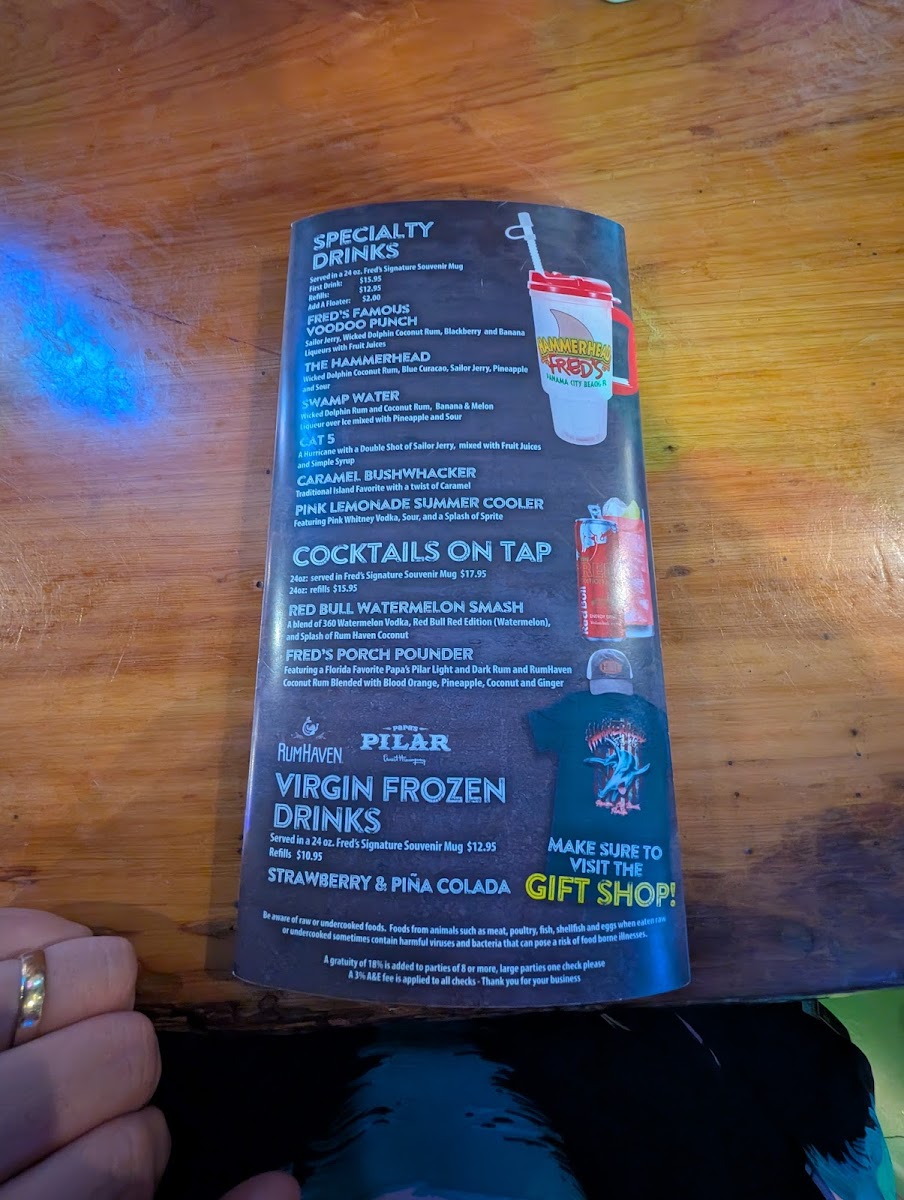 SPECIALTY
DRINKS
Served in a 24 oz. Fred's Signature Souvenir Mug
First Drink: $15.95
Refills: $12.95
Add A Floater: $2.00
FRED'S FAMOUS
VOODOO PUNCH
Sailor Jerry, Wicked Dolphin Coconut Rum, Blackberry and Banana
Liqueurs with Fruit Juices
THE HAMMERHEAD
Wicked Dolphin Coconut Rum, Blue Curacao, Sailor Jerry, Pineapple
and Sour
SWAMP WATER
Wicked Dolphin Rum and Coconut Rum, Banana & Melon
Liqueur over Ice mixed with Pineapple and Sour
CAT 5
A Hurricane with a Double Shot of Sailor Jerry, mixed with Fruit Juices
and Simple Syrup
CARAMEL BUSHWHACKER
Traditional Island Favorite with a twist of Caramel
PINK LEMONADE SUMMER COOLER
Featuring Pink Whitney Vodka, Sour, and a Splash of Sprite
HAMMERHEAD
FRED'S
PANAMA CITY BEACH, F
COCKTAILS ON TAP
24oz: served in Fred's Signature Souvenir Mug $17.95
24oz: refills $15.95
RED BULL WATERMELON SMASH
A blend of 360 Watermelon Vodka, Red Bull Red Edition (Watermelon),
and Splash of Rum Haven Coconut
FRED'S PORCH POUNDER
Featuring a Florida Favorite Papa's Pilar Light and Dark Rum and RumHaven
Coconut Rum Blended with Blood Orange, Pineapple, Coconut and Ginger
Red Bull
RUMHAVEN
PAPA'S
PILAR
Ernest Hemingway
VIRGIN FROZEN
DRINKS
Served in a 24 oz. Fred's Signature Souvenir Mug $12.95
Refills $10.95
STRAWBERRY & PIÑA COLADA
MAKE SURE TO
VISIT THE
GIFT SHOP!
Be aware of raw or undercooked foods. Foods from animals such as meat, poultry, fish, shellfish and eggs when eaten raw
or undercooked sometimes contain harmful viruses and bacteria that can pose a risk of food borne illnesses.
A gratuity of 18% is added to parties of 8 or more, large parties one check please
A 3% A&E fee is applied to all checks - Thank you for your business